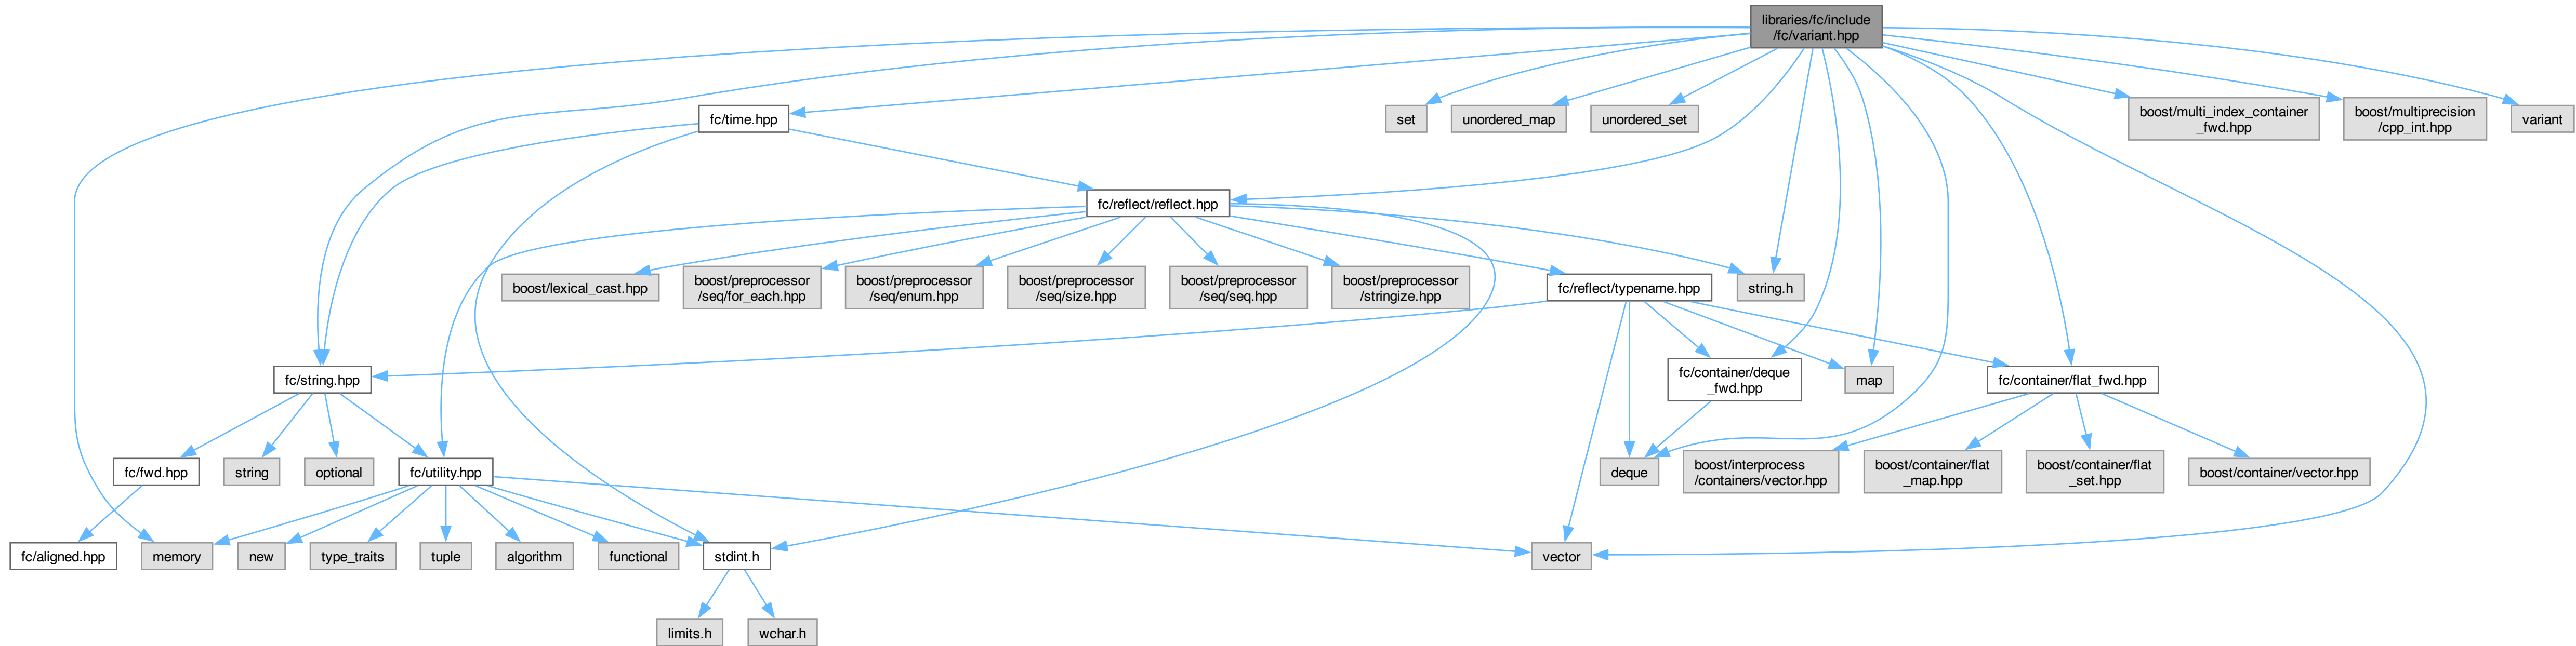 libraries/fc/include
/fc/variant.hpp
fc/time.hpp
set
unordered_map
unordered_set
boost/multi_index_container
_fwd.hpp
boost/multiprecision
/cpp_int.hpp
variant
fc/reflect/reflect.hpp
boost/lexical_cast.hpp
boost/preprocessor
/seq/for_each.hpp
boost/preprocessor
/seq/enum.hpp
boost/preprocessor
/seq/size.hpp
boost/preprocessor
/seq/seq.hpp
boost/preprocessor
/stringize.hpp
fc/reflect/typename.hpp
string.h
fc/string.hpp
fc/container/deque
_fwd.hpp
map
fc/container/flat_fwd.hpp
fc/fwd.hpp
string
optional
fc/utility.hpp
deque
boost/interprocess
/containers/vector.hpp
boost/container/flat
_map.hpp
boost/container/flat
_set.hpp
boost/container/vector.hpp
fc/aligned.hpp
memory
new
type_traits
tuple
algorithm
functional
stdint.h
vector
limits.h
wchar.h